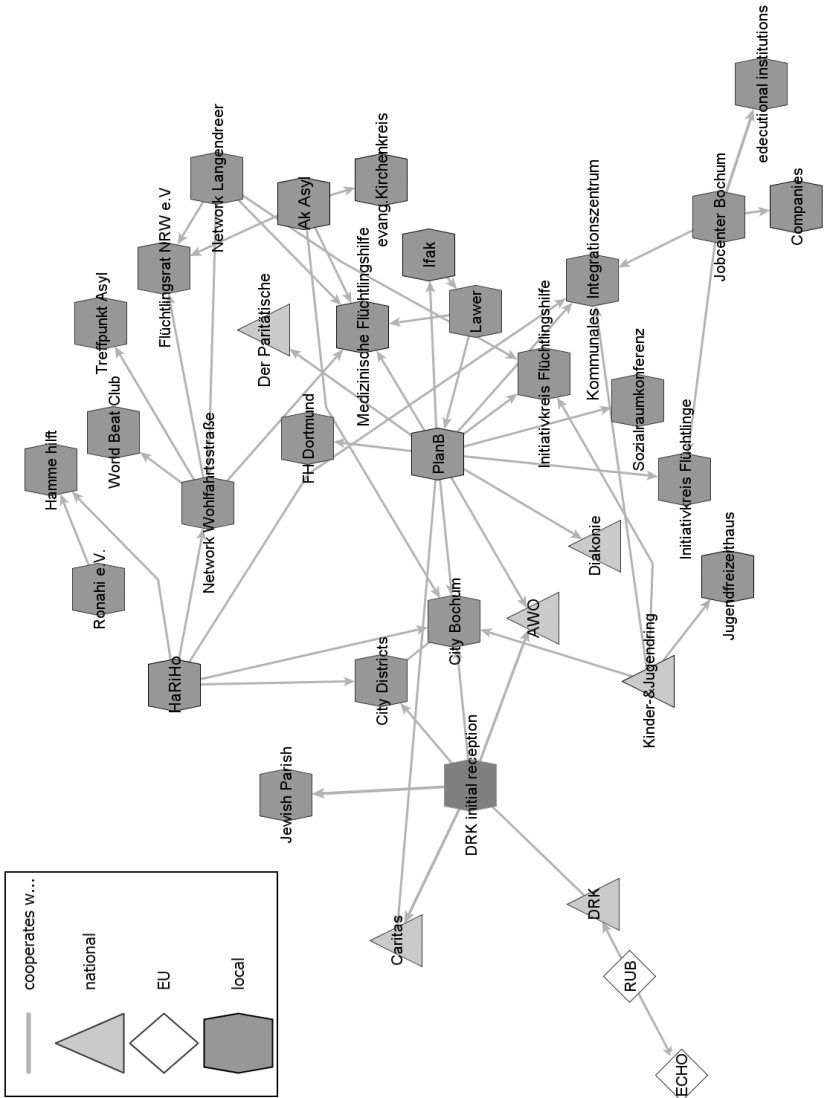 cooperates w...
national
EU
local
edecutional institutions
Companies
Jobcenter Bochum
Network Langendreer
Ak Asyl
evang.Kirchenkreis
Flüchtlingsrat NRW e.V
Treffpunkt Asyl
World Beat Club
Hamme hilft
Ronahi e.V.
Network Wohlfahrtsstraße
HaRiHo
Der Paritätische
Medizinische Flüchtlingshilfe
Ifak
Lawer
FH Dortmund
PlanB
Initiativkreis Flüchtlingshilfe
Kommunales Integrationszentrum
Sozialraumkonferenz
Initiativkreis Flüchtlinge
Jugendfreizeithaus
Diakonie
AWO
City Bochum
City Districts
Kinder-&Jugendring
Jewish Parish
DRK initial reception
Caritas
DRK
RUB
ECHO